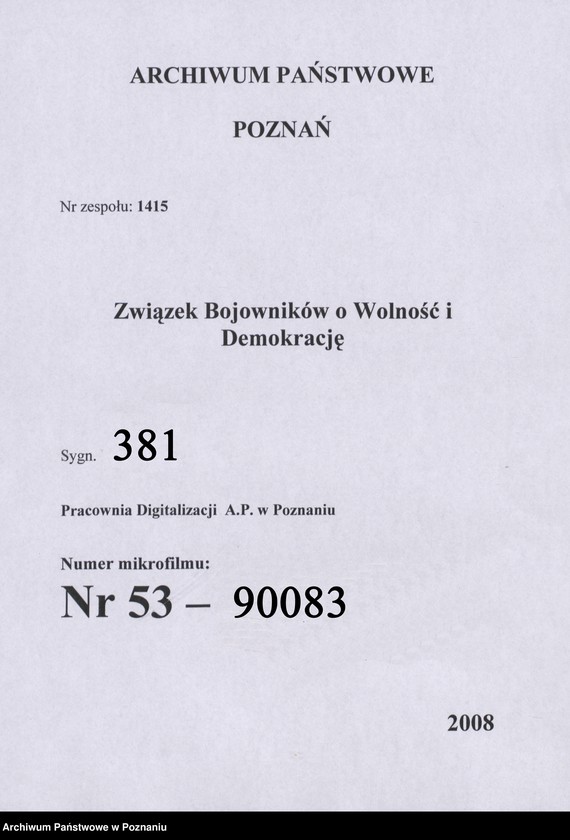 ARCHIWUM PAŃSTWOWE
POZNAŃ
Nr zespołu: 1415
Związek Bojowników o Wolność i
Demokrację
Sygn. 381
Pracownia Digitalizacji A.P. w Poznaniu
Numer mikrofilmu:
Nr 53 – 90083
2008
Archiwum Państwowe w Poznaniu